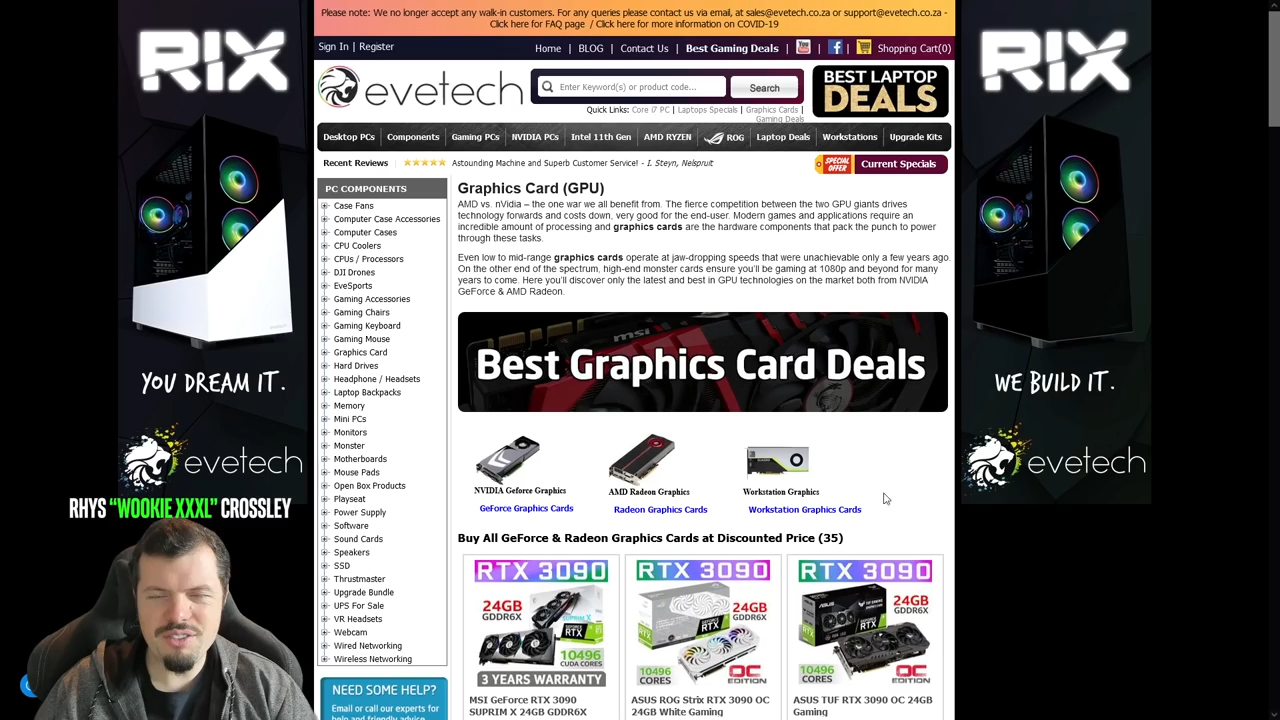 Please note: We no longer accept any walk-in customers. For any queries please contact us via email, at sales@evetech.co.za or support@evetech.co.za -
Click here for FAQ page / Click here for more information on COVID-19
Sign In | Register
Home | BLOG | Contact Us | Best Gaming Deals | You Tube | f | Shopping Cart(0)
RIX
RIX
evetech
Enter Keyword(s) or product code...
Search
BEST LAPTOP
DEALS
Quick Links: Core i7 PC | Laptops Specials | Graphics Cards |
Gaming Deals
Desktop PCs
Components
Gaming PCs
NVIDIA PCs
Intel 11th Gen
AMD RYZEN
ROG
Laptop Deals
Workstations
Upgrade Kits
Recent Reviews
Astounding Machine and Superb Customer Service! - I. Steyn, Nelspruit
SPECIAL
OFFER
Current Specials
PC COMPONENTS
Case Fans
Computer Case Accessories
Computer Cases
CPU Coolers
CPUs / Processors
DJI Drones
EveSports
Gaming Accessories
Gaming Chairs
Gaming Keyboard
Gaming Mouse
Graphics Card
Hard Drives
Headphone / Headsets
Laptop Backpacks
Memory
Mini PCs
Monitors
Monster
Motherboards
Mouse Pads
Open Box Products
Playseat
Power Supply
Software
Sound Cards
Speakers
SSD
Thrustmaster
Upgrade Bundle
UPS For Sale
VR Headsets
Webcam
Wired Networking
Wireless Networking
NEED SOME HELP?
Email or call our experts for
help and friendly advice
Graphics Card (GPU)
AMD vs. nVidia – the one war we all benefit from. The fierce competition between the two GPU giants drives
technology forwards and costs down, very good for the end-user. Modern games and applications require an
incredible amount of processing and graphics cards are the hardware components that pack the punch to power
through these tasks.
Even low to mid-range graphics cards operate at jaw-dropping speeds that were unachievable only a few years ago.
On the other end of the spectrum, high-end monster cards ensure you'll be gaming at 1080p and beyond for many
years to come. Here you'll discover only the latest and best in GPU technologies on the market both from NVIDIA
GeForce & AMD Radeon.
msi
Best Graphics Card Deals
NVIDIA Geforce Graphics
AMD Radeon Graphics
Workstation Graphics
GeForce Graphics Cards
Radeon Graphics Cards
Workstation Graphics Cards
Buy All GeForce & Radeon Graphics Cards at Discounted Price (35)
RTX 3090
24GB
GDDR6X
10496
CUDA CORES
3 YEARS WARRANTY
MSI GeForce RTX 3090
SUPRIM X 24GB GDDR6X
RTX 3090
24GB
GDDR6X
10496
CORES
OC
EDITION
ASUS ROG Strix RTX 3090 OC
24GB White Gaming
RTX 3090
24GB
GDDR6X
10496
CORES
OC
EDITION
ASUS TUF RTX 3090 OC 24GB
Gaming
YOU DREAM IT.
evetech
WE BUILD IT.
evetech
RHYS "WOOKIE XXXL" CROSSLEY